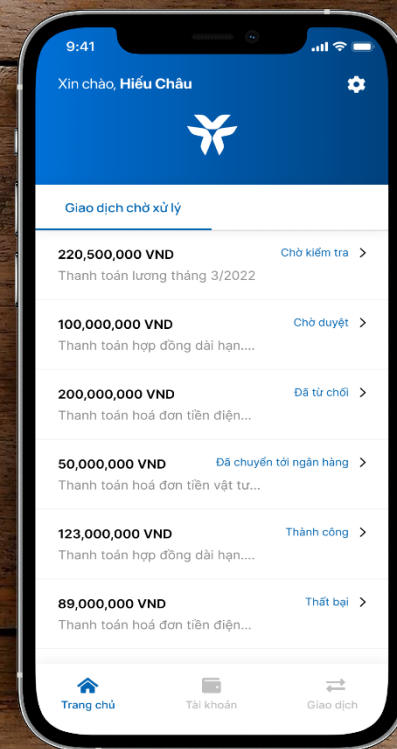 9:41
Xin chào, Hiếu Châu
Giao dịch chờ xử lý
220,500,000 VND
Chờ kiểm tra
Thanh toán lương tháng 3/2022
100,000,000 VND
Chờ duyệt
Thanh toán hợp đồng dài hạn....
200,000,000 VND
Đã từ chối
Thanh toán hoá đơn tiền điện...
50,000,000 VND
Đã chuyển tới ngân hàng
Thanh toán hoá đơn tiền vật tư...
123,000,000 VND
Thành công
Thanh toán hợp đồng dài hạn....
89,000,000 VND
Thất bại
Thanh toán hoá đơn tiền điện...
Trang chủ
Tài khoản
Giao dịch